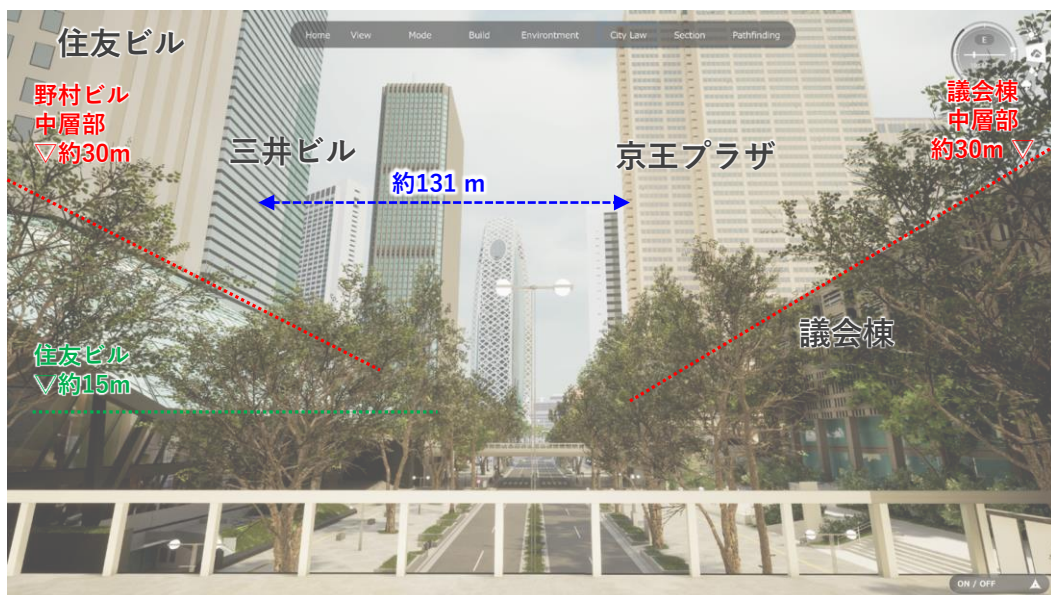 Home View Mode Build Environtment City Law Section Pathfinding
E
住友ビル
野村ビル
中層部
▽約30m
議会棟
中層部
約30m ▽
三井ビル
京王プラザ
約131 m
議会棟
住友ビル
▽約15m
ON / OFF